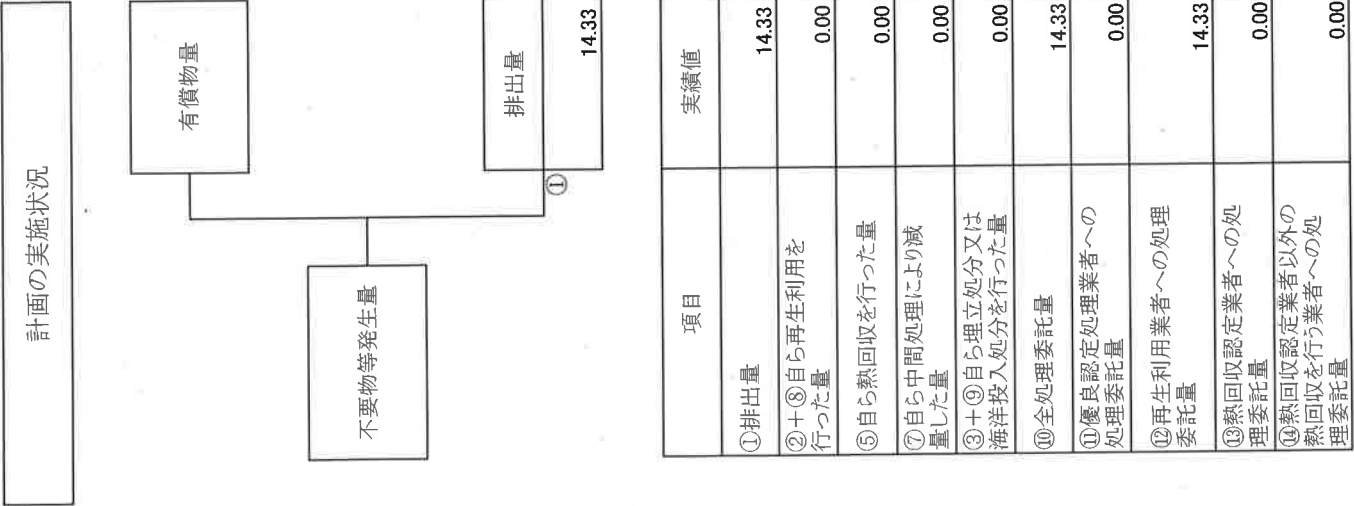 計画の実施状況
有償物量
不要物等発生量
排出量
①
14.33
項目
実績値
①排出量
14.33
②+⑧自ら再生利用を
行った量
0.00
⑤自ら熱回収を行った量
0.00
⑦自ら中間処理により減
量した量
0.00
③+⑨自ら埋立処分又は
海洋投入処分を行った量
0.00
⑩全処理委託量
14.33
⑪優良認定処理業者への
処理委託量
0.00
⑫再生利用業者への処理
委託量
14.33
⑬熱回収認定業者への処
理委託量
0.00
⑭熱回収認定業者以外の
熱回収を行う業者への処
理委託量
0.00